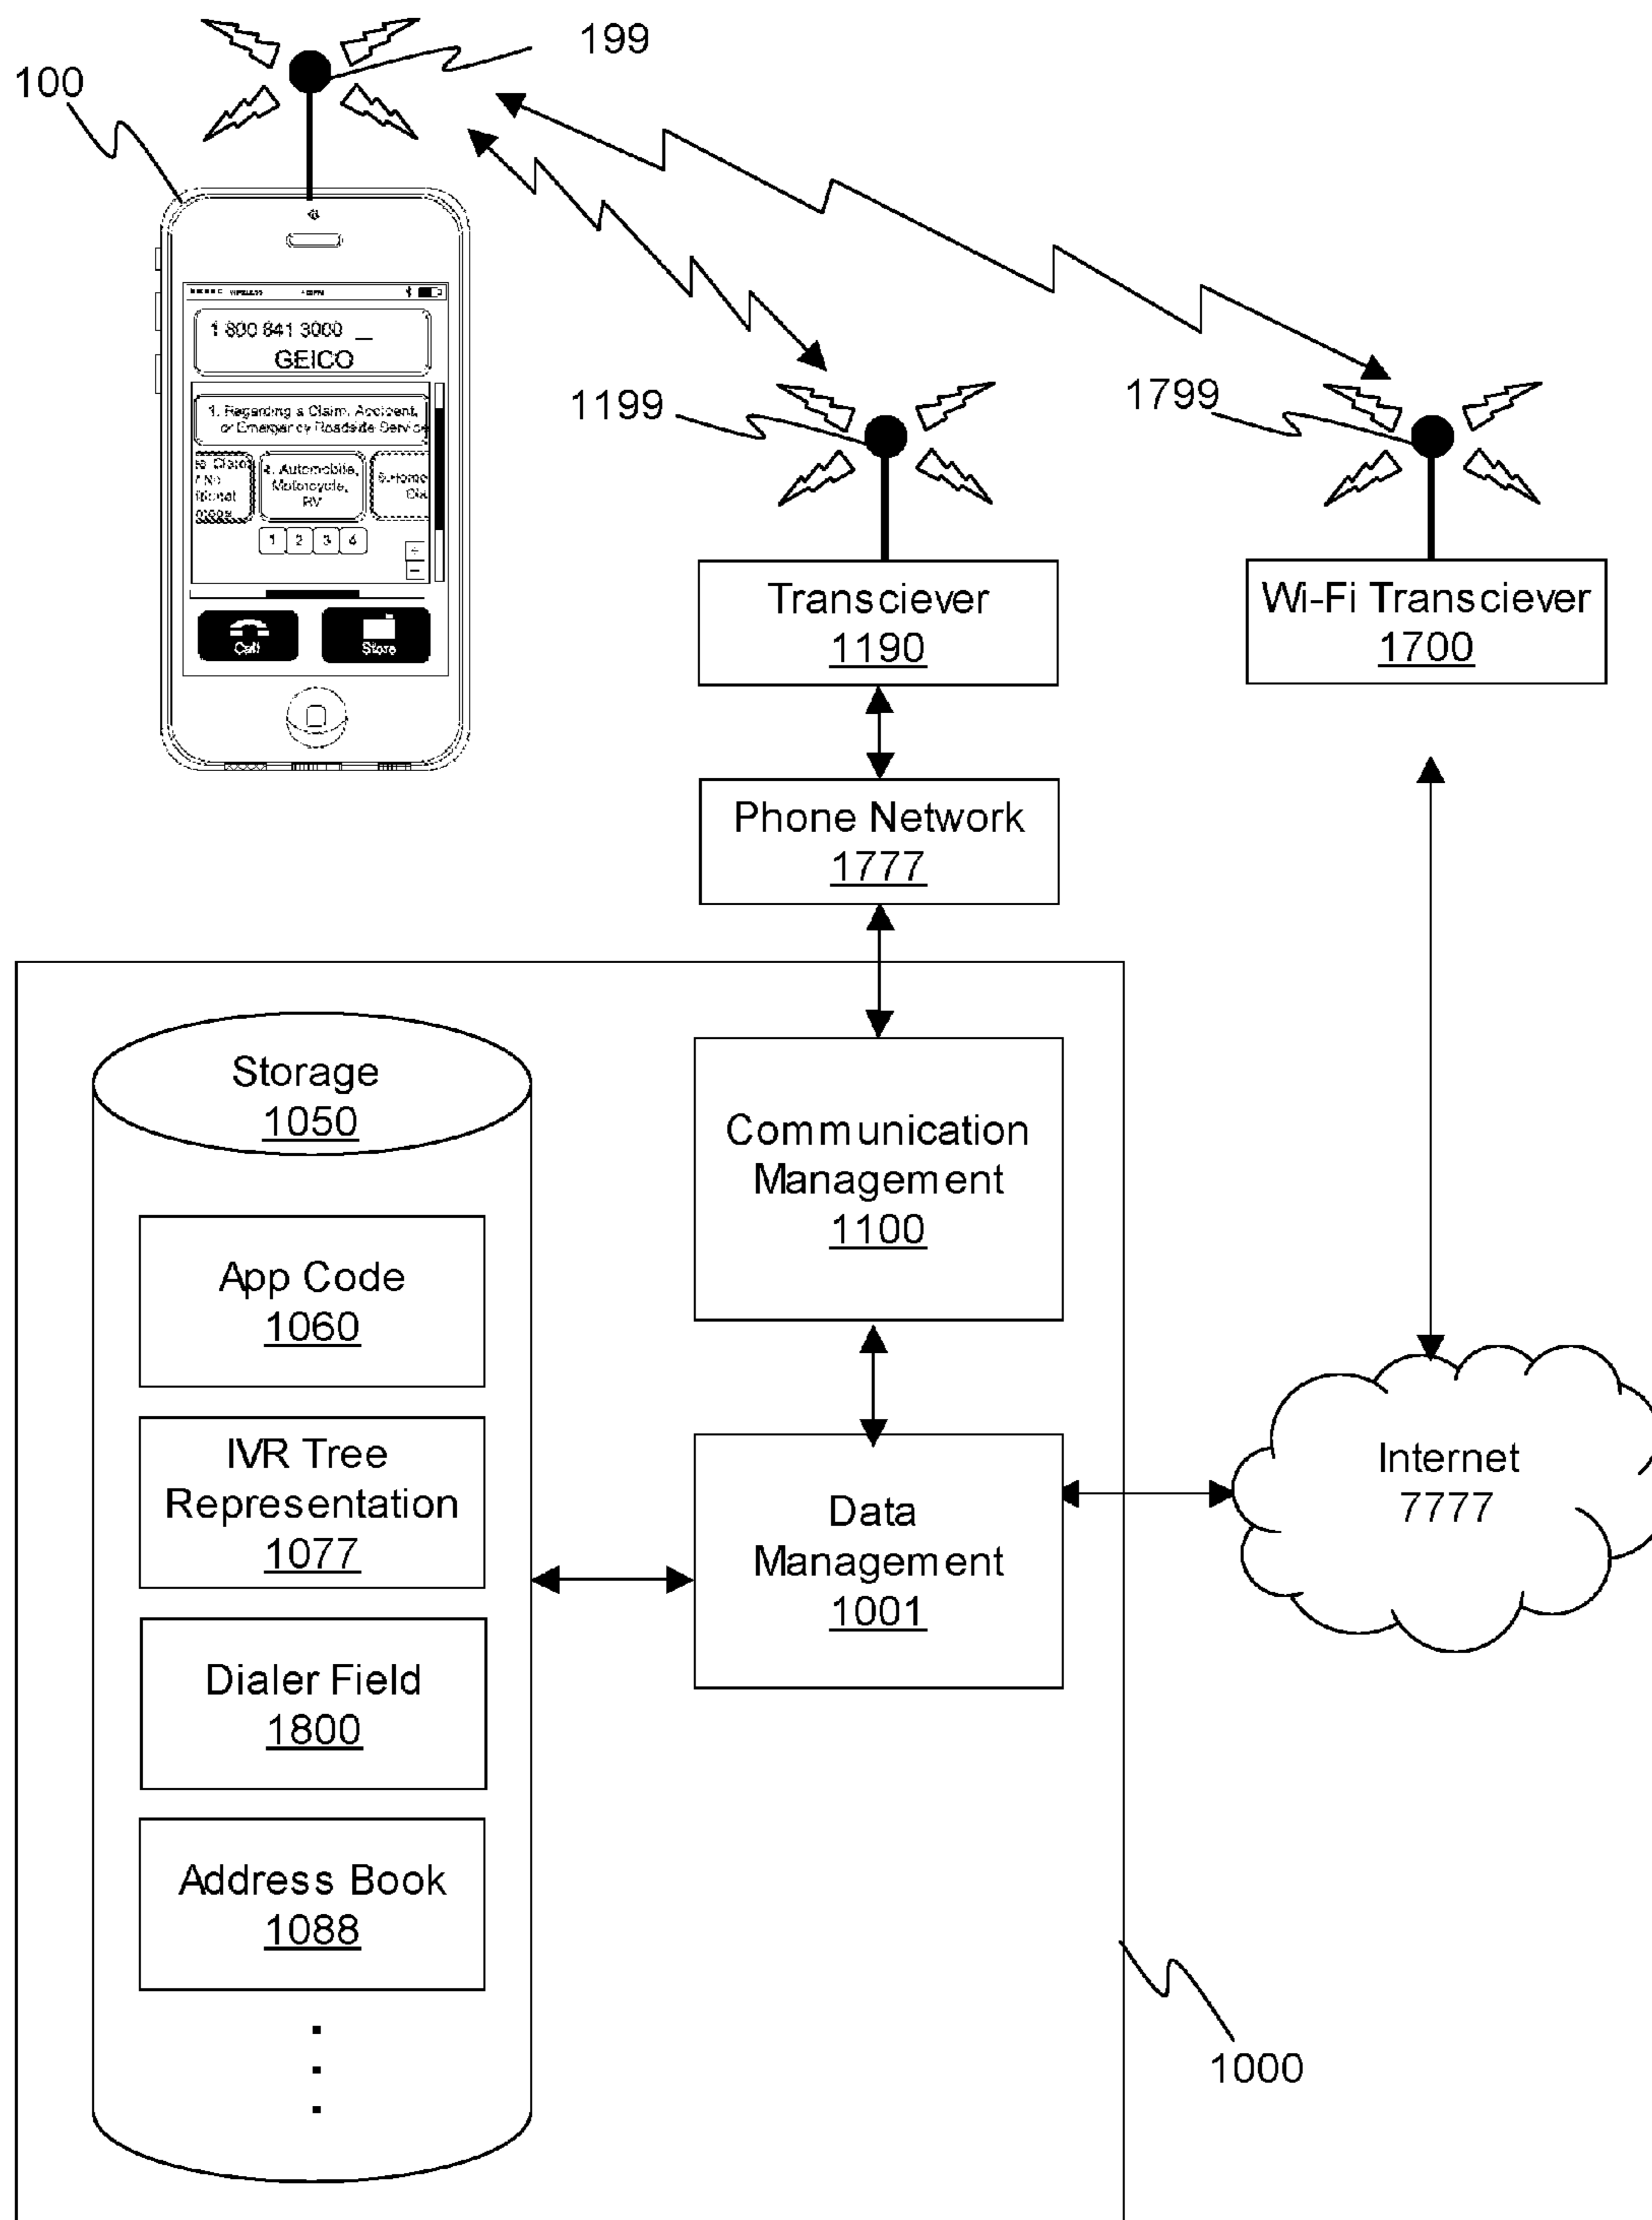 199
100
WIRELESS
1 800 841 3000 _
GEICO
1. Regarding a Claim, Accident,
or Emergency Roadside Service
4. Automobile,
Motorcycle,
RV
1 2 3 4
+
−
Call
Store
1199
1799
Transciever
1190
Wi-Fi Transciever
1700
Phone Network
1777
Storage
1050
Communication
Management
1100
App Code
1060
IVR Tree
Representation
1077
Data
Management
1001
Internet
7777
Dialer Field
1800
Address Book
1088
1000